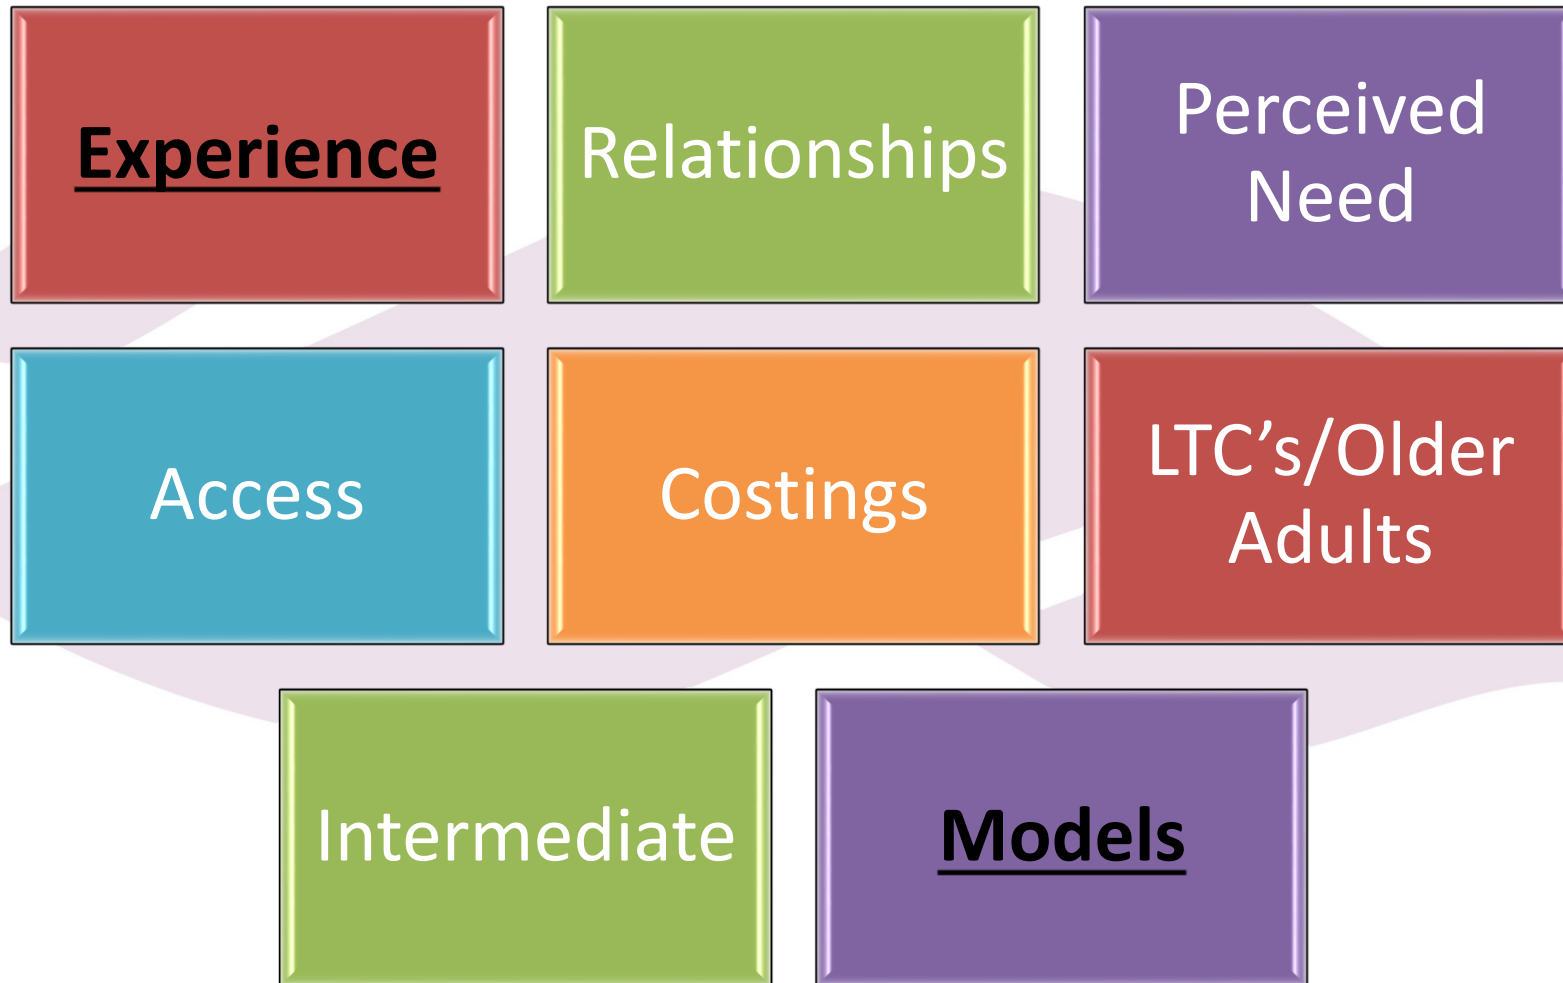 Experience
Relationships
Perceived
Need
Access
Costings
LTC’s/Older
Adults
Intermediate
Models